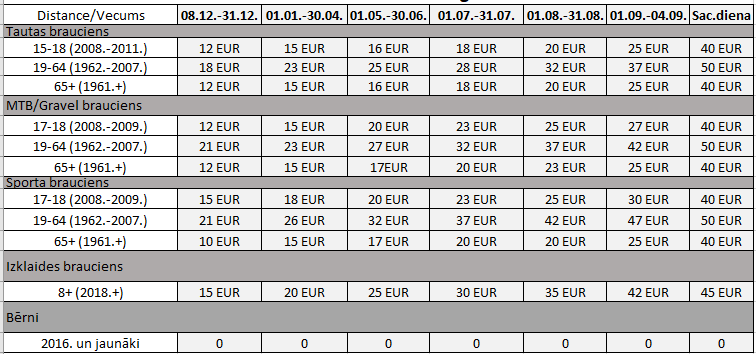 Distance/Vecums 08.12.-31.12. 01.01.-30.04. 01.05.-30.06. 01.07.-31.07. 01.08.-31.08. 01.09.-04.09. Sac.diena
Tautas brauciens
15-18 (2008.-2011.) 12 EUR 15 EUR 16 EUR 18 EUR 20 EUR 25 EUR 40 EUR
19-64 (1962.-2007.) 18 EUR 23 EUR 25 EUR 28 EUR 32 EUR 37 EUR 50 EUR
65+ (1961.+) 12 EUR 15 EUR 16 EUR 18 EUR 20 EUR 25 EUR 40 EUR
MTB/Gravel brauciens
17-18 (2008.-2009.) 12 EUR 15 EUR 20 EUR 23 EUR 25 EUR 27 EUR 40 EUR
19-64 (1962.-2007.) 21 EUR 23 EUR 27 EUR 32 EUR 37 EUR 42 EUR 50 EUR
65+ (1961.+) 12 EUR 15 EUR 17EUR 20 EUR 23 EUR 25 EUR 40 EUR
Sporta brauciens
17-18 (2008.-2009.) 15 EUR 18 EUR 20 EUR 23 EUR 25 EUR 30 EUR 40 EUR
19-64 (1962.-2007.) 21 EUR 26 EUR 32 EUR 37 EUR 42 EUR 47 EUR 50 EUR
65+ (1961.+) 10 EUR 15 EUR 17 EUR 20 EUR 20 EUR 25 EUR 40 EUR
Izklaides brauciens
8+ (2018.+) 15 EUR 20 EUR 25 EUR 30 EUR 35 EUR 42 EUR 45 EUR
Bērni
2016. un jaunāki 0 0 0 0 0 0 0